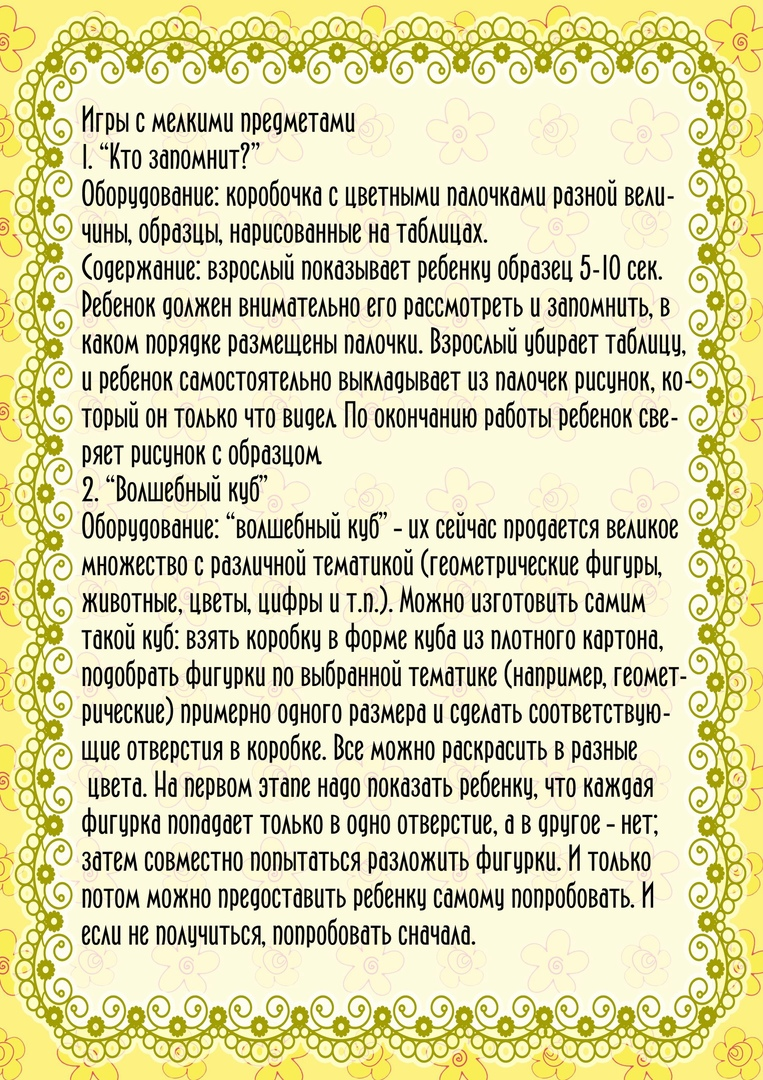 Игры с мелкими предметами
1. “Кто запомнит?”
Оборудование: коробочка с цветными палочками разной вели-
чины, образцы, нарисованные на таблицах.
Содержание: взрослый показывает ребенку образец 5-10 сек.
Ребенок должен внимательно его рассмотреть и запомнить, в
каком порядке размещены палочки. Взрослый убирает таблицу,
и ребенок самостоятельно выкладывает из палочек рисунок, ко-
торый он только что видел. По окончанию работы ребенок све-
ряет рисунок с образцом.
2. “Волшебный куб”
Оборудование: “волшебный куб” – их сейчас продается великое
множество с различной тематикой (геометрические фигуры,
животные, цветы, цифры и т.п.). Можно изготовить самим
такой куб: взять коробку в форме куба из плотного картона,
подобрать фигурки по выбранной тематике (например, геомет-
рические) примерно одного размера и сделать соответствую-
щие отверстия в коробке. Все можно раскрасить в разные
цвета. На первом этапе надо показать ребенку, что каждая
фигурка попадает только в одно отверстие, а в другое – нет;
затем совместно попытаться разложить фигурки. И только
потом можно предоставить ребенку самому попробовать. И
если не получиться, попробовать сначала.